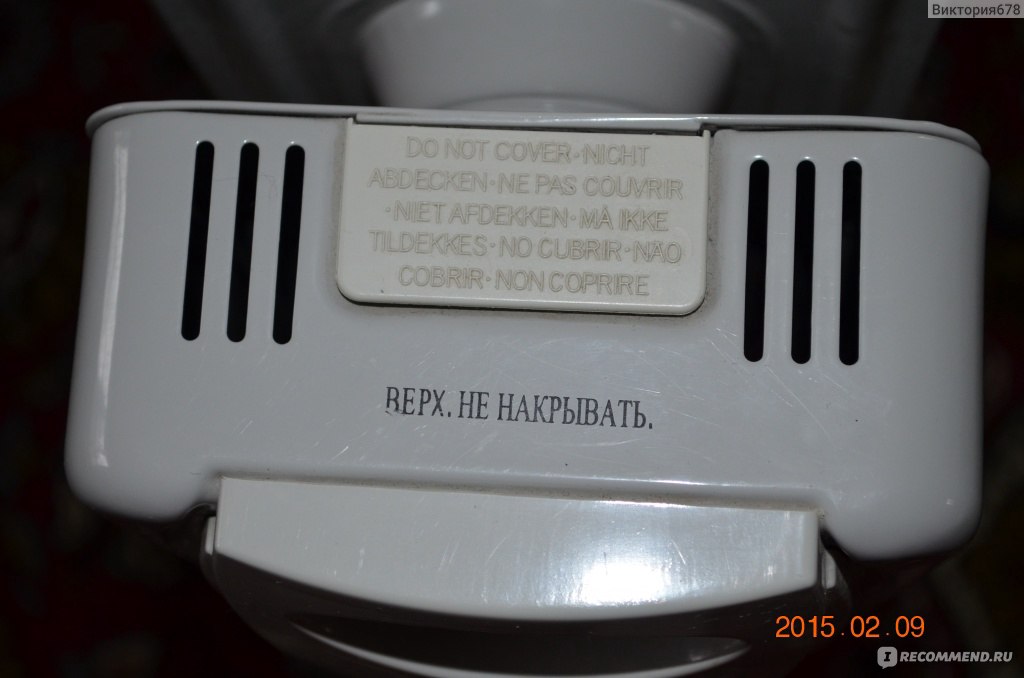 Виктория678
DO NOT COVER·NICHT
ABDECKEN·NE PAS COUVRIR
·NIET AFDEKKEN·MÅ IKKE
TILDEKKES·NO CUBRIR·NÃO
COBRIR·NON COPRIRE
ВЕРХ. НЕ НАКРЫВАТЬ.
2015.02.09
IRECOMMEND.RU